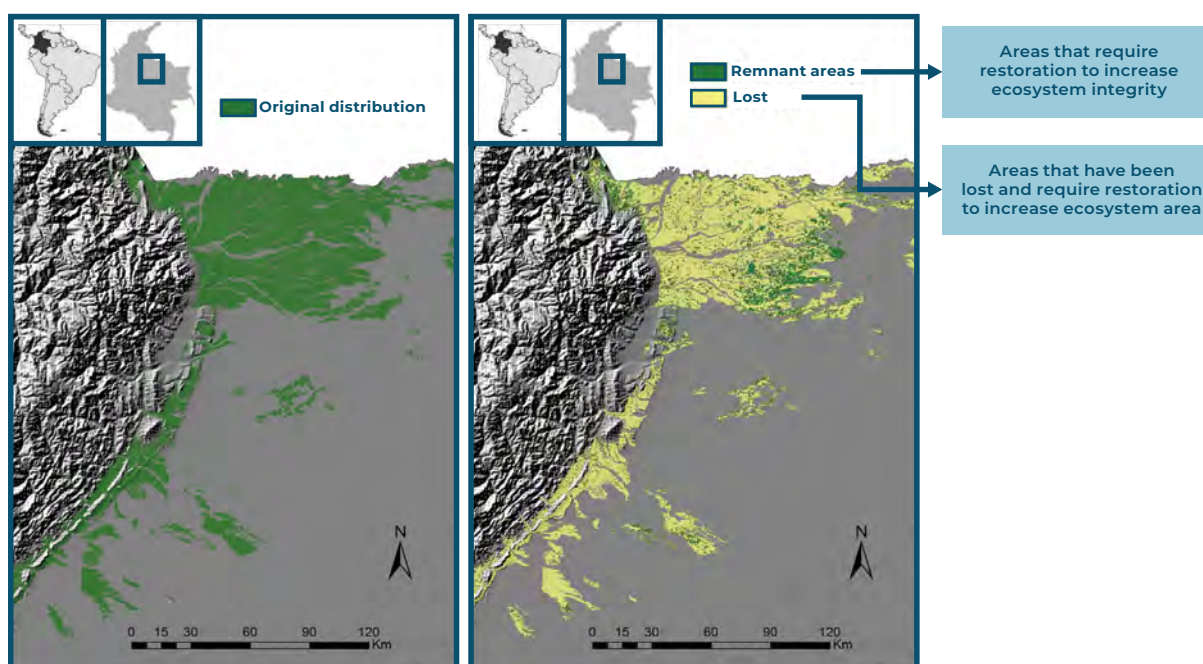 Original distribution
N
0 15 30 60 90 120
Km
Remnant areas
Lost
N
0 15 30 60 90 120
Km
Areas that require
restoration to increase
ecosystem integrity
Areas that have been
lost and require restoration
to increase ecosystem area